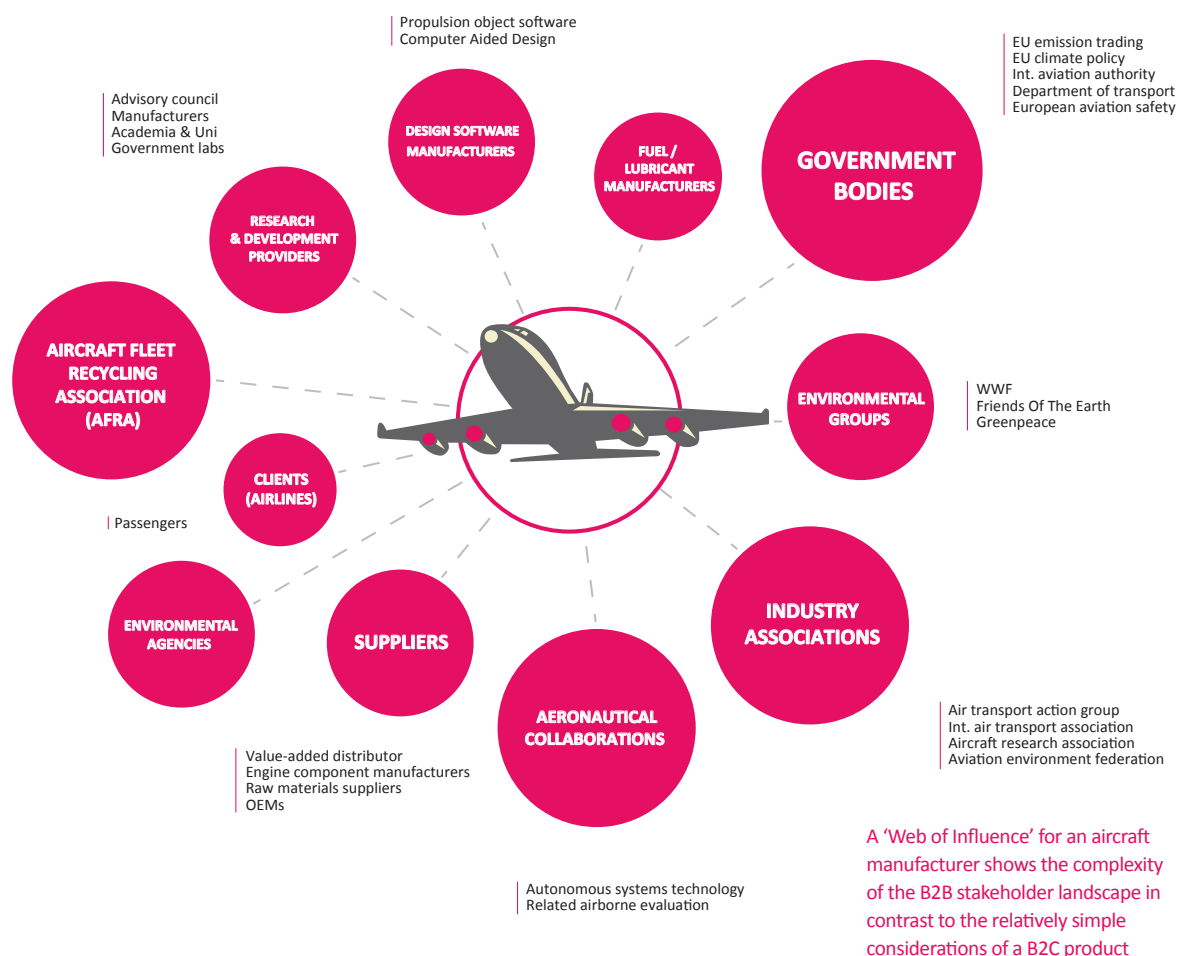 Propulsion object software
Computer Aided Design
EU emission trading
EU climate policy
Int. aviation authority
Department of transport
European aviation safety
Advisory council
Manufacturers
Academia & Uni
Government labs
DESIGN SOFTWARE
MANUFACTURERS
FUEL /
LUBRICANT
MANUFACTURERS
GOVERNMENT
BODIES
RESEARCH
& DEVELOPMENT
PROVIDERS
AIRCRAFT FLEET
RECYCLING
ASSOCIATION
(AFRA)
ENVIRONMENTAL
GROUPS
WWF
Friends Of The Earth
Greenpeace
CLIENTS
(AIRLINES)
Passengers
ENVIRONMENTAL
AGENCIES
SUPPLIERS
INDUSTRY
ASSOCIATIONS
AERONAUTICAL
COLLABORATIONS
Air transport action group
Int. air transport association
Aircraft research association
Aviation environment federation
Value-added distributor
Engine component manufacturers
Raw materials suppliers
OEMs
Autonomous systems technology
Related airborne evaluation
A ‘Web of Influence’ for an aircraft
manufacturer shows the complexity
of the B2B stakeholder landscape in
contrast to the relatively simple
considerations of a B2C product